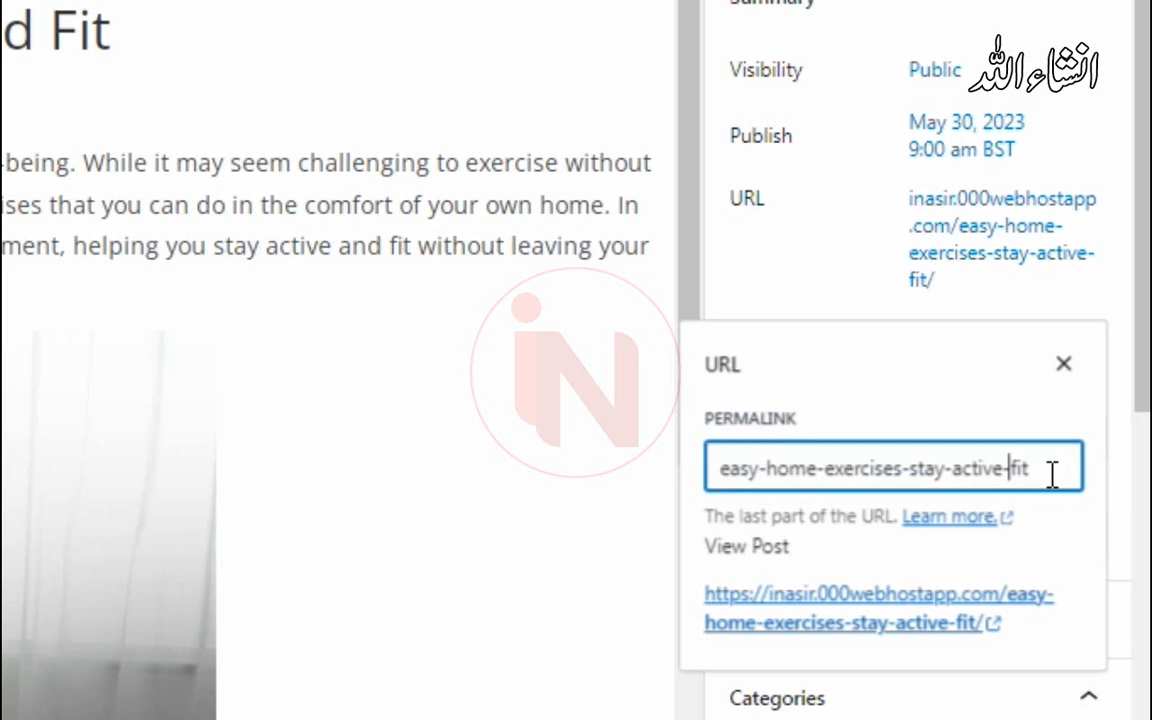 d Fit
Summary
Visibility
Public
انشاء اللہ
Publish
May 30, 2023
9:00 am BST
-being. While it may seem challenging to exercise without
ises that you can do in the comfort of your own home. In
ment, helping you stay active and fit without leaving your
URL
inasir.000webhostapp
.com/easy-home-
exercises-stay-active-
fit/
iN
URL
PERMALINK
easy-home-exercises-stay-active-fit
The last part of the URL. Learn more.
View Post
https://inasir.000webhostapp.com/easy-
home-exercises-stay-active-fit/
Categories